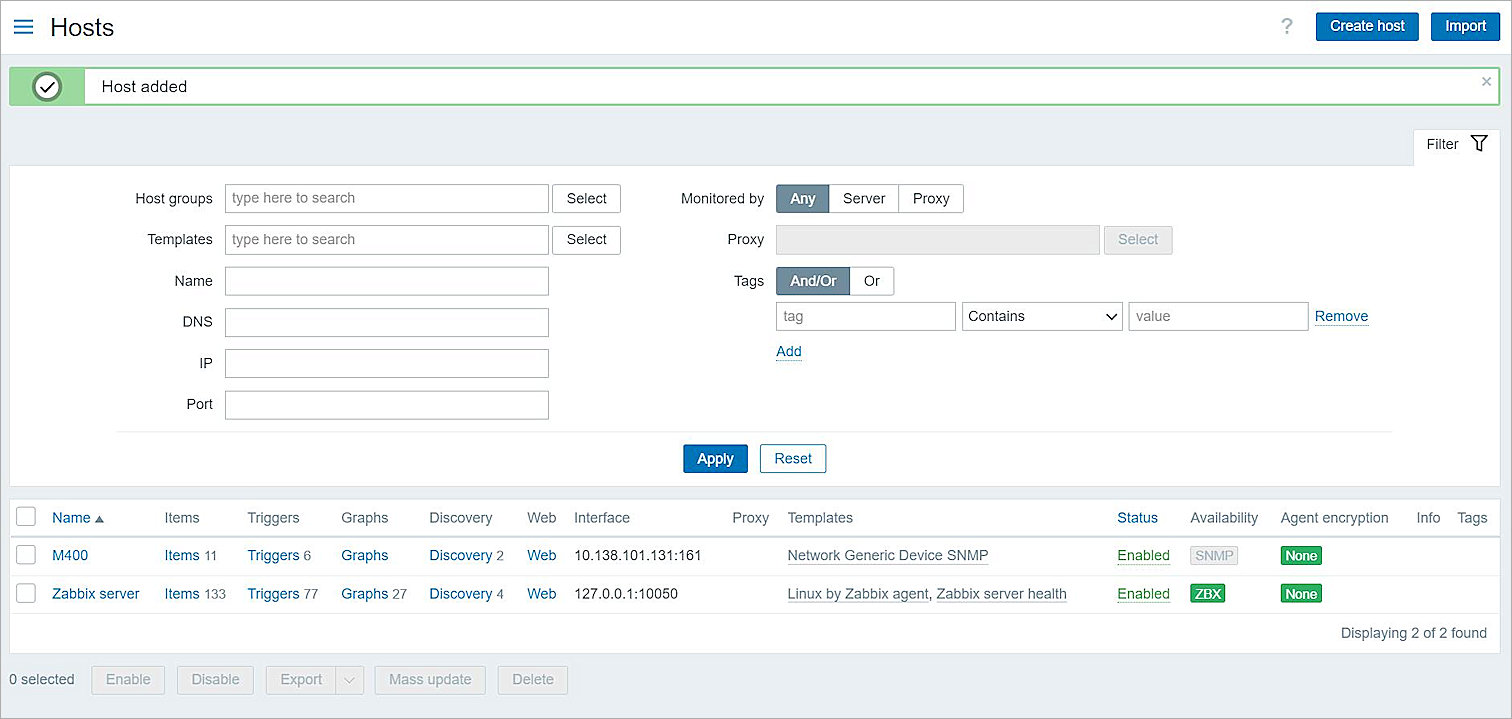 Hosts ? Create host Import
Host added ×
Filter
Host groups type here to search Select Monitored by Any Server Proxy
Templates type here to search Select Proxy Select
Name Tags And/Or Or
DNS tag Contains value Remove
Add
IP
Port
Apply Reset
Name Items Triggers Graphs Discovery Web Interface Proxy Templates Status Availability Agent encryption Info Tags
M400 Items 11 Triggers 6 Graphs Discovery 2 Web 10.138.101.131:161 Network Generic Device SNMP Enabled SNMP None
Zabbix server Items 133 Triggers 77 Graphs 27 Discovery 4 Web 127.0.0.1:10050 Linux by Zabbix agent, Zabbix server health Enabled ZBX None
Displaying 2 of 2 found
0 selected Enable Disable Export Mass update Delete